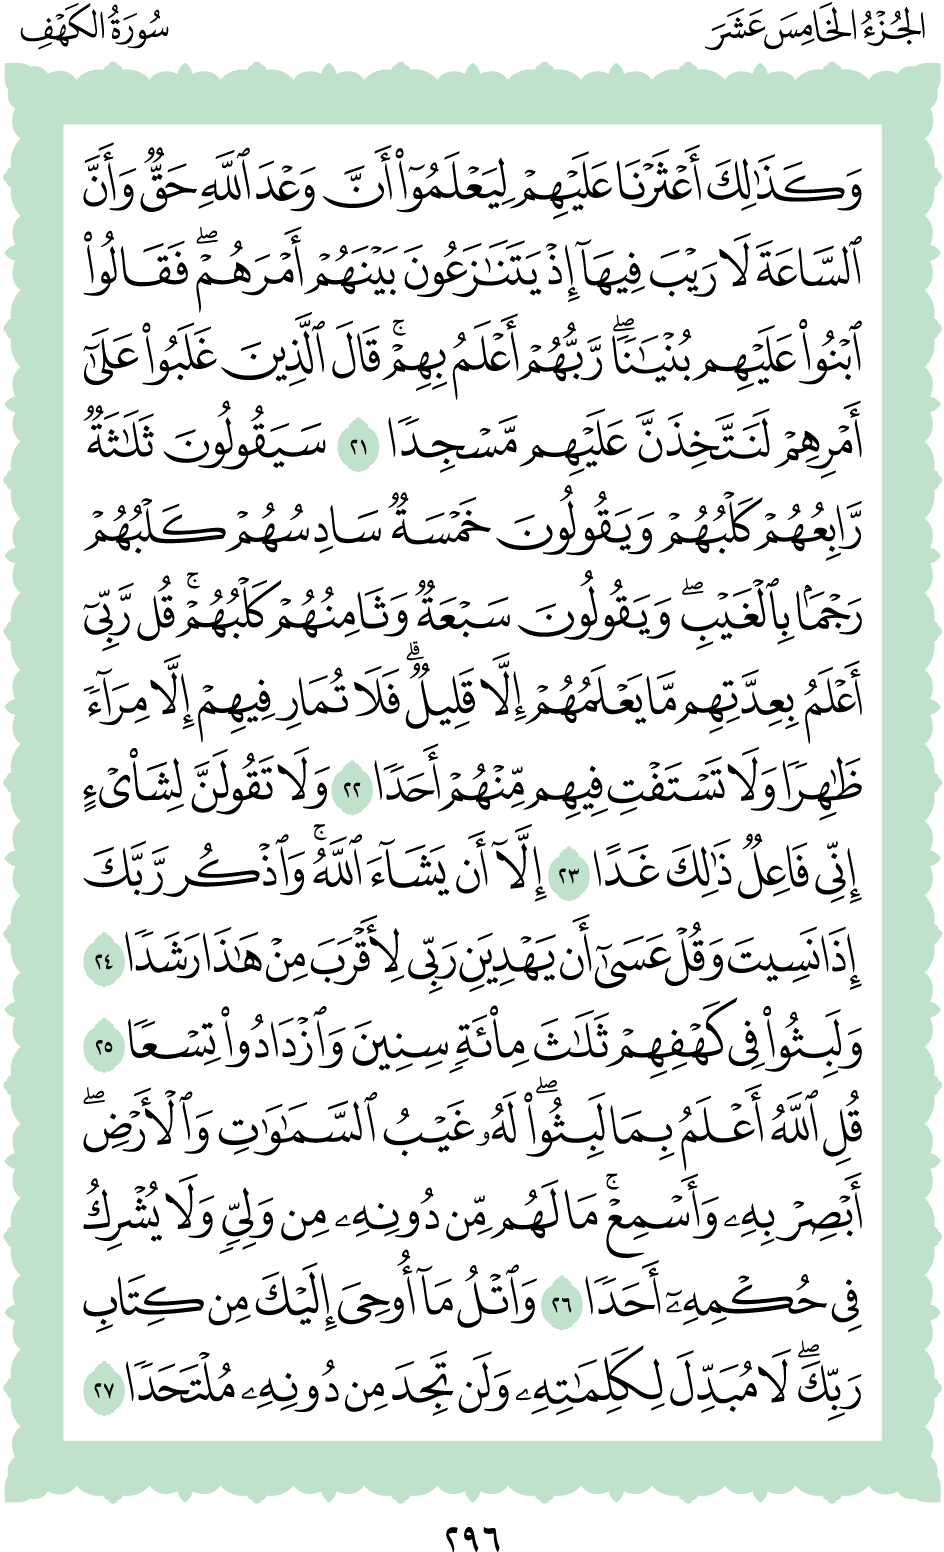 الجُزْءُ الخَامِسَ عَشَرَ
سُورَةُ الكَهْفِ
وَكَذَٰلِكَ أَعْثَرْنَا عَلَيْهِمْ لِيَعْلَمُوٓا۟ أَنَّ وَعْدَ ٱللَّهِ حَقٌّ وَأَنَّ
ٱلسَّاعَةَ لَا رَيْبَ فِيهَآ إِذْ يَتَنَـٰزَعُونَ بَيْنَهُمْ أَمْرَهُمْ ۖ فَقَالُوا۟
ٱبْنُوا۟ عَلَيْهِم بُنْيَـٰنًا ۖ رَّبُّهُمْ أَعْلَمُ بِهِمْ ۚ قَالَ ٱلَّذِينَ غَلَبُوا۟ عَلَىٰٓ
أَمْرِهِمْ لَنَتَّخِذَنَّ عَلَيْهِم مَّسْجِدًا ٢١ سَيَقُولُونَ ثَلَـٰثَةٌ
رَّابِعُهُمْ كَلْبُهُمْ وَيَقُولُونَ خَمْسَةٌ سَادِسُهُمْ كَلْبُهُمْ
رَجْمًۢا بِٱلْغَيْبِ ۖ وَيَقُولُونَ سَبْعَةٌ وَثَامِنُهُمْ كَلْبُهُمْ ۚ قُل رَّبِّىٓ
أَعْلَمُ بِعِدَّتِهِم مَّا يَعْلَمُهُمْ إِلَّا قَلِيلٌ ۗ فَلَا تُمَارِ فِيهِمْ إِلَّا مِرَآءً
ظَـٰهِرًا وَلَا تَسْتَفْتِ فِيهِم مِّنْهُمْ أَحَدًا ٢٢ وَلَا تَقُولَنَّ لِشَا۟ىْءٍ
إِنِّى فَاعِلٌ ذَٰلِكَ غَدًا ٢٣ إِلَّآ أَن يَشَآءَ ٱللَّهُ ۚ وَٱذْكُر رَّبَّكَ
إِذَا نَسِيتَ وَقُلْ عَسَىٰٓ أَن يَهْدِيَنِ رَبِّى لِأَقْرَبَ مِنْ هَـٰذَا رَشَدًا ٢٤
وَلَبِثُوا۟ فِى كَهْفِهِمْ ثَلَـٰثَ مِا۟ئَةٍ سِنِينَ وَٱزْدَادُوا۟ تِسْعًا ٢٥
قُلِ ٱللَّهُ أَعْلَمُ بِمَا لَبِثُوا۟ ۖ لَهُۥ غَيْبُ ٱلسَّمَـٰوَٰتِ وَٱلْأَرْضِ ۖ
أَبْصِرْ بِهِۦ وَأَسْمِعْ ۚ مَا لَهُم مِّن دُونِهِۦ مِن وَلِىٍّ وَلَا يُشْرِكُ
فِى حُكْمِهِۦٓ أَحَدًا ٢٦ وَٱتْلُ مَآ أُوحِىَ إِلَيْكَ مِن كِتَابِ
رَبِّكَ ۖ لَا مُبَدِّلَ لِكَلِمَـٰتِهِۦ وَلَن تَجِدَ مِن دُونِهِۦ مُلْتَحَدًا ٢٧
٢٩٦